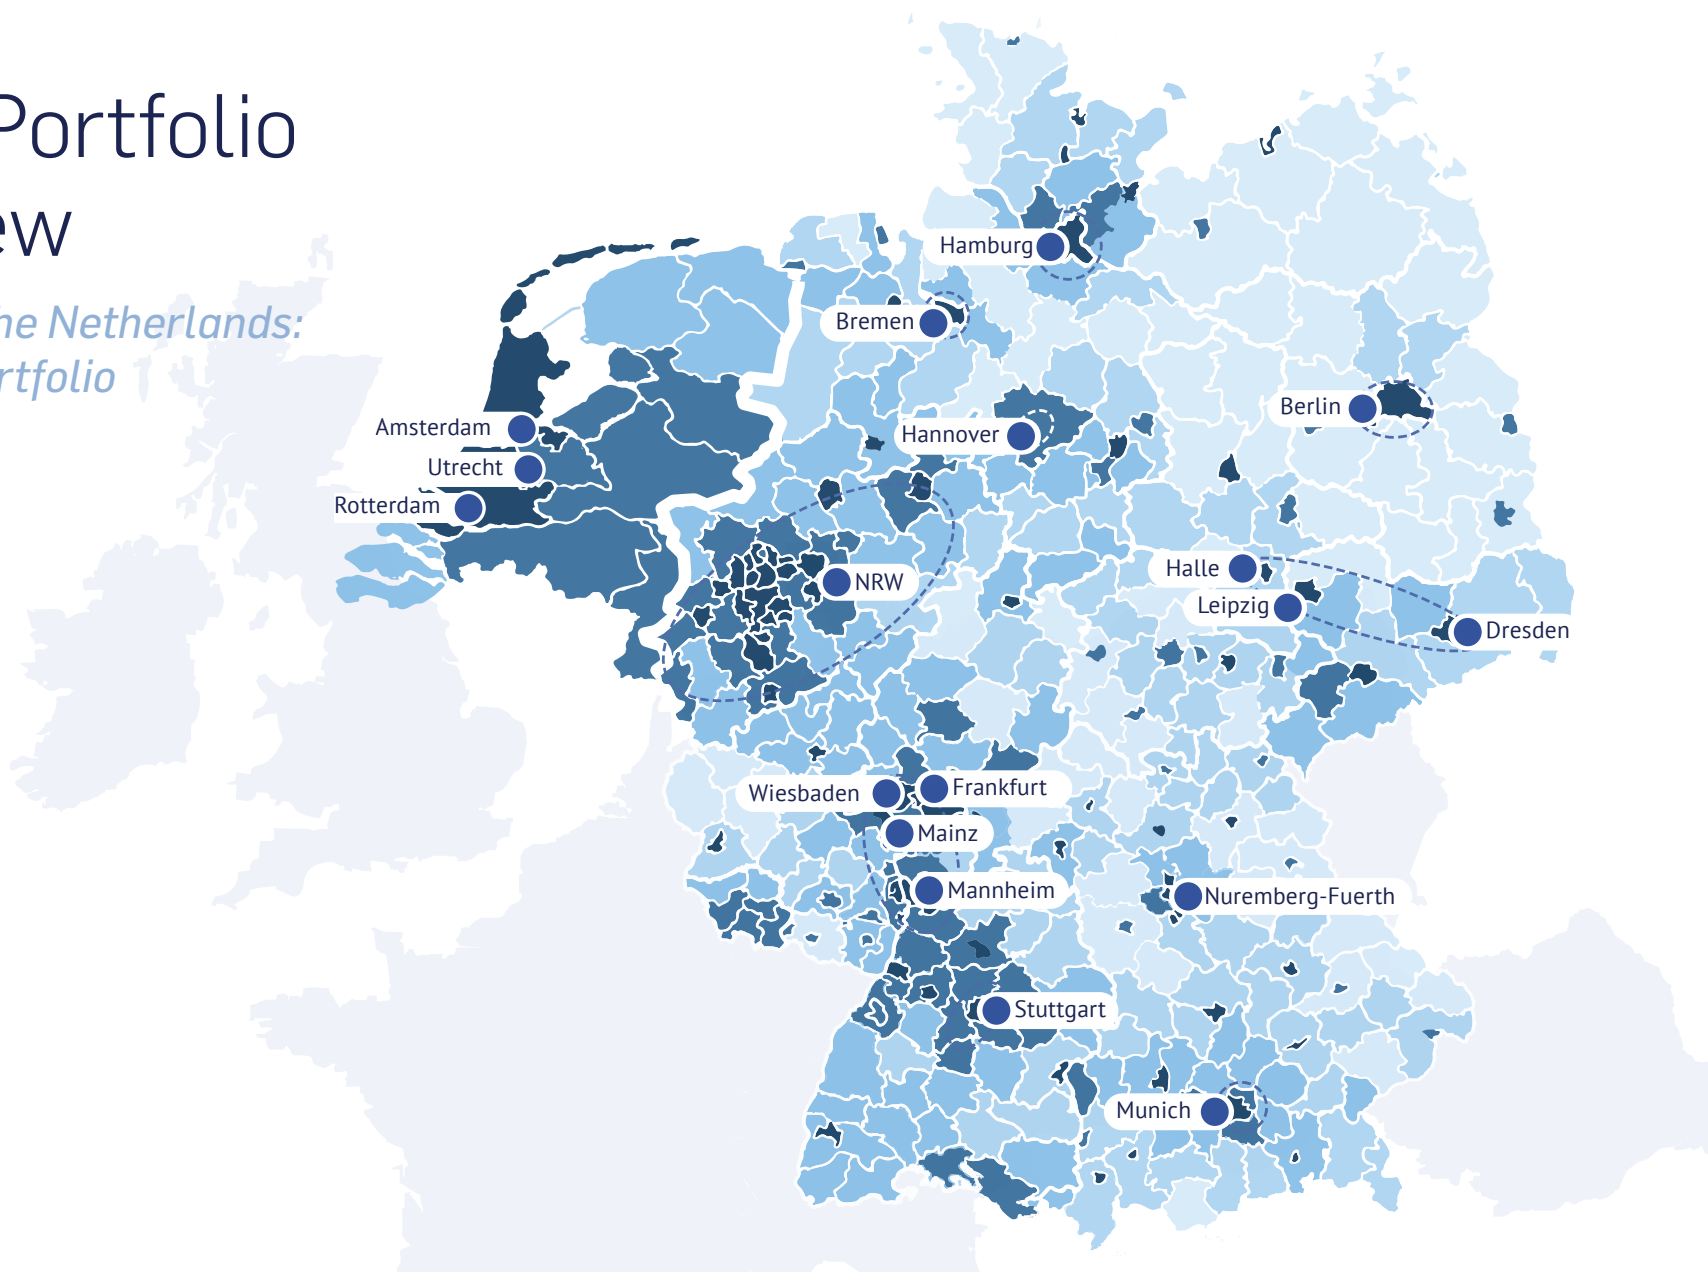 Portfolio
ew
he Netherlands:
rtfolio
Hamburg
Bremen
Berlin
Amsterdam
Hannover
Utrecht
Rotterdam
Halle
NRW
Leipzig
Dresden
Wiesbaden
Frankfurt
Mainz
Mannheim
Nuremberg-Fuerth
Stuttgart
Munich